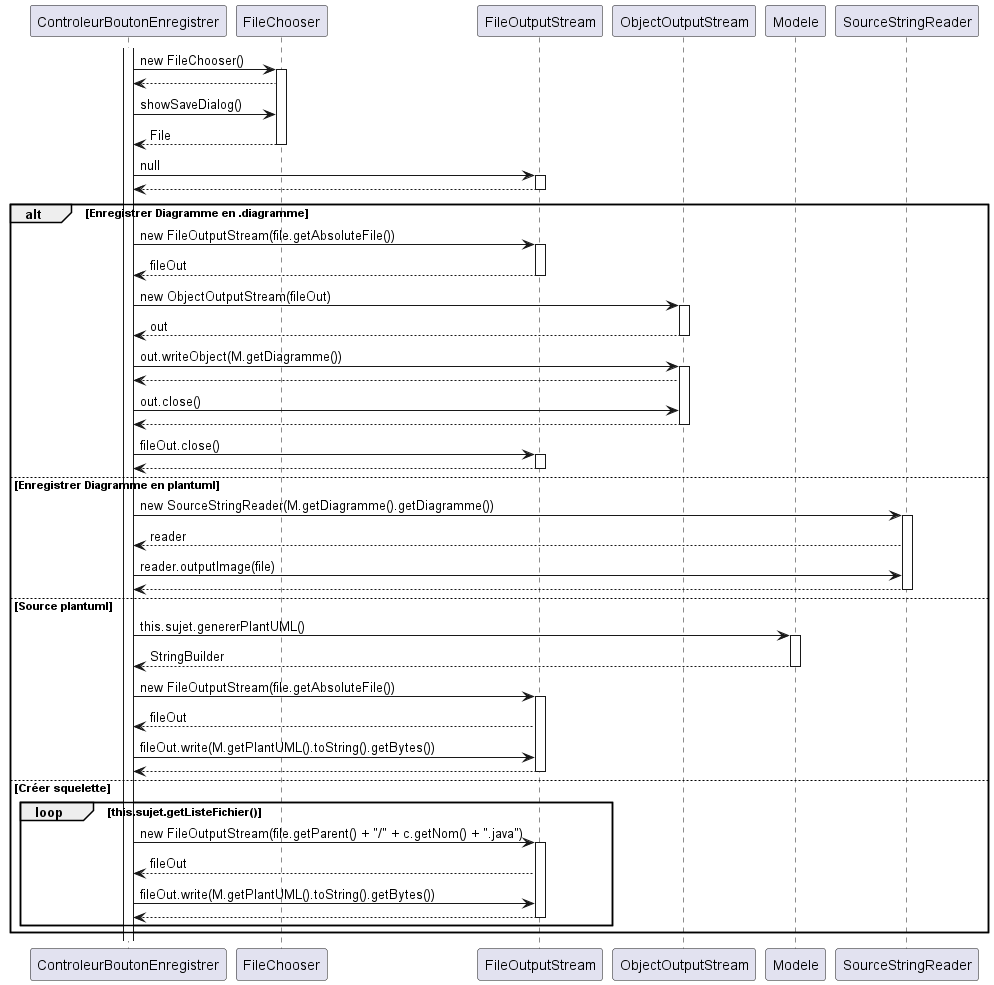 ControleurBoutonEnregistrer FileChooser FileOutputStream ObjectOutputStream Modele SourceStringReader
new FileChooser()
showSaveDialog()
File
null
alt [Enregistrer Diagramme en .diagramme]
new FileOutputStream(file.getAbsoluteFile())
fileOut
new ObjectOutputStream(fileOut)
out
out.writeObject(M.getDiagramme())
out.close()
fileOut.close()
[Enregistrer Diagramme en plantuml]
new SourceStringReader(M.getDiagramme().getDiagramme())
reader
reader.outputImage(file)
[Source plantuml]
this.sujet.genererPlantUML()
StringBuilder
new FileOutputStream(file.getAbsoluteFile())
fileOut
fileOut.write(M.getPlantUML().toString().getBytes())
[Créer squelette]
loop [this.sujet.getListeFichier()]
new FileOutputStream(file.getParent() + "/" + c.getNom() + ".java")
fileOut
fileOut.write(M.getPlantUML().toString().getBytes())
ControleurBoutonEnregistrer FileChooser FileOutputStream ObjectOutputStream Modele SourceStringReader